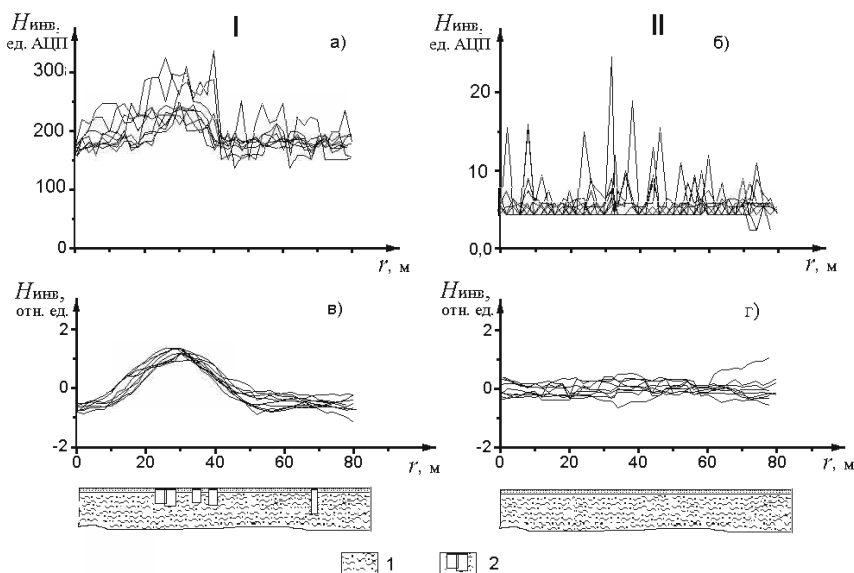 I
II
Hинв,
ед. АЦП
а)
300
200
100
0
r, м
Hинв,
ед. АЦП
б)
20
10
0,0
r, м
Hинв,
отн. ед.
в)
2
0
-2
0 20 40 60 80
r, м
Hинв,
отн. ед.
г)
2
0
-2
0 20 40 60 80
r, м
1
2